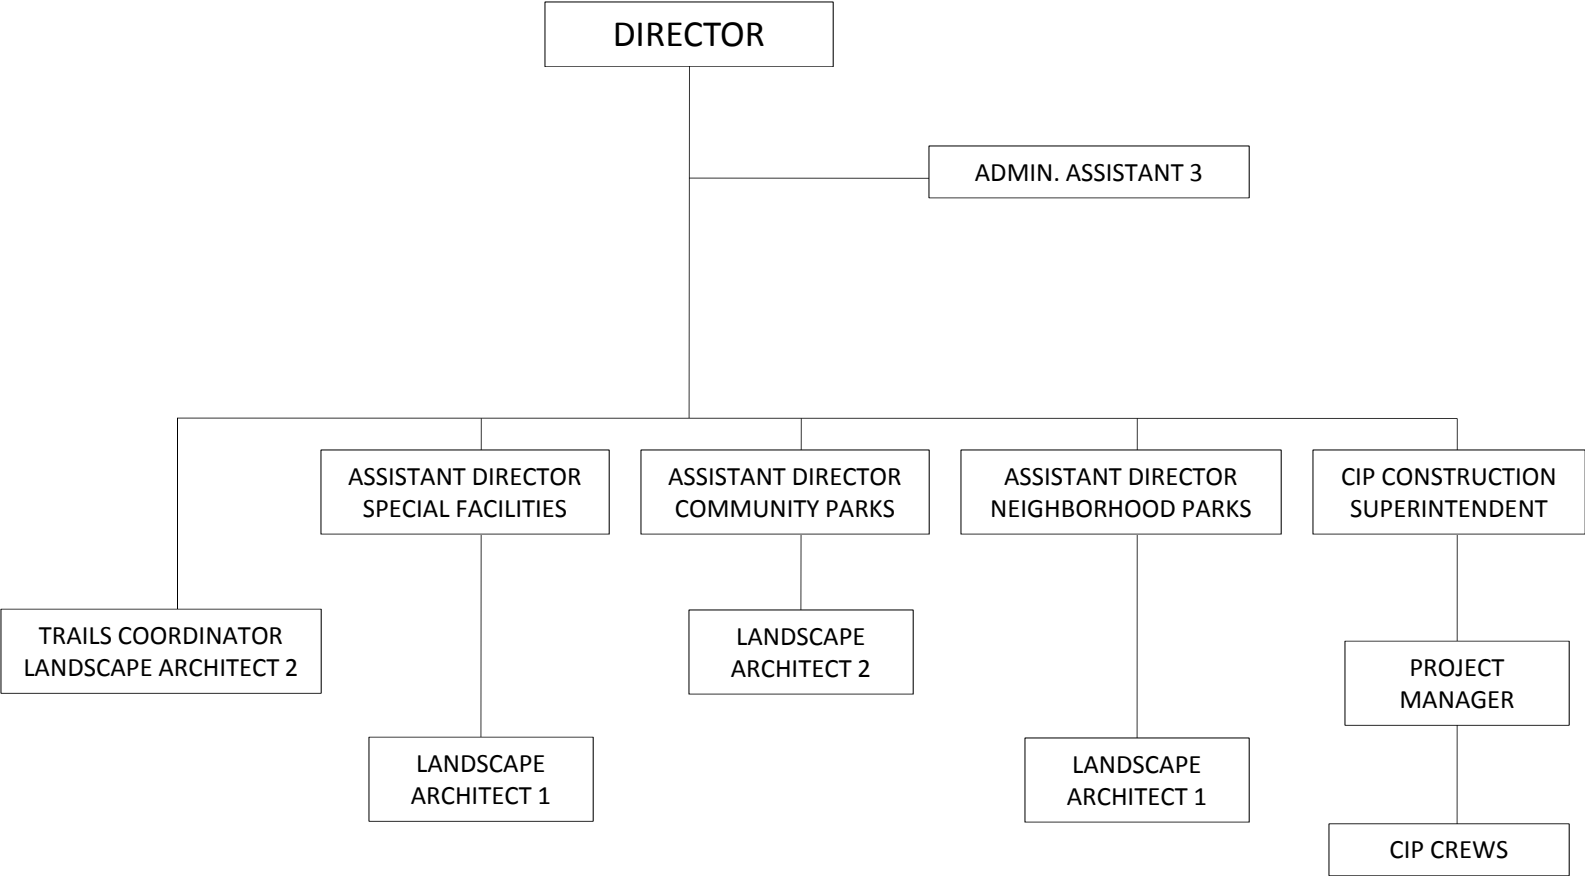 DIRECTOR
ADMIN. ASSISTANT 3
ASSISTANT DIRECTOR
SPECIAL FACILITIES
ASSISTANT DIRECTOR
COMMUNITY PARKS
ASSISTANT DIRECTOR
NEIGHBORHOOD PARKS
CIP CONSTRUCTION
SUPERINTENDENT
TRAILS COORDINATOR
LANDSCAPE ARCHITECT 2
LANDSCAPE
ARCHITECT 2
PROJECT
MANAGER
LANDSCAPE
ARCHITECT 1
LANDSCAPE
ARCHITECT 1
CIP CREWS